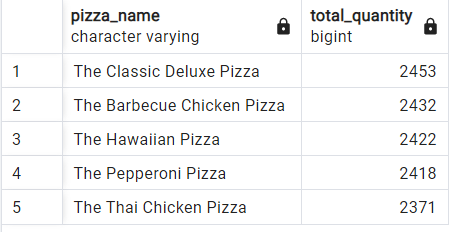 pizza_name total_quantity
character varying bigint
1 The Classic Deluxe Pizza 2453
2 The Barbecue Chicken Pizza 2432
3 The Hawaiian Pizza 2422
4 The Pepperoni Pizza 2418
5 The Thai Chicken Pizza 2371